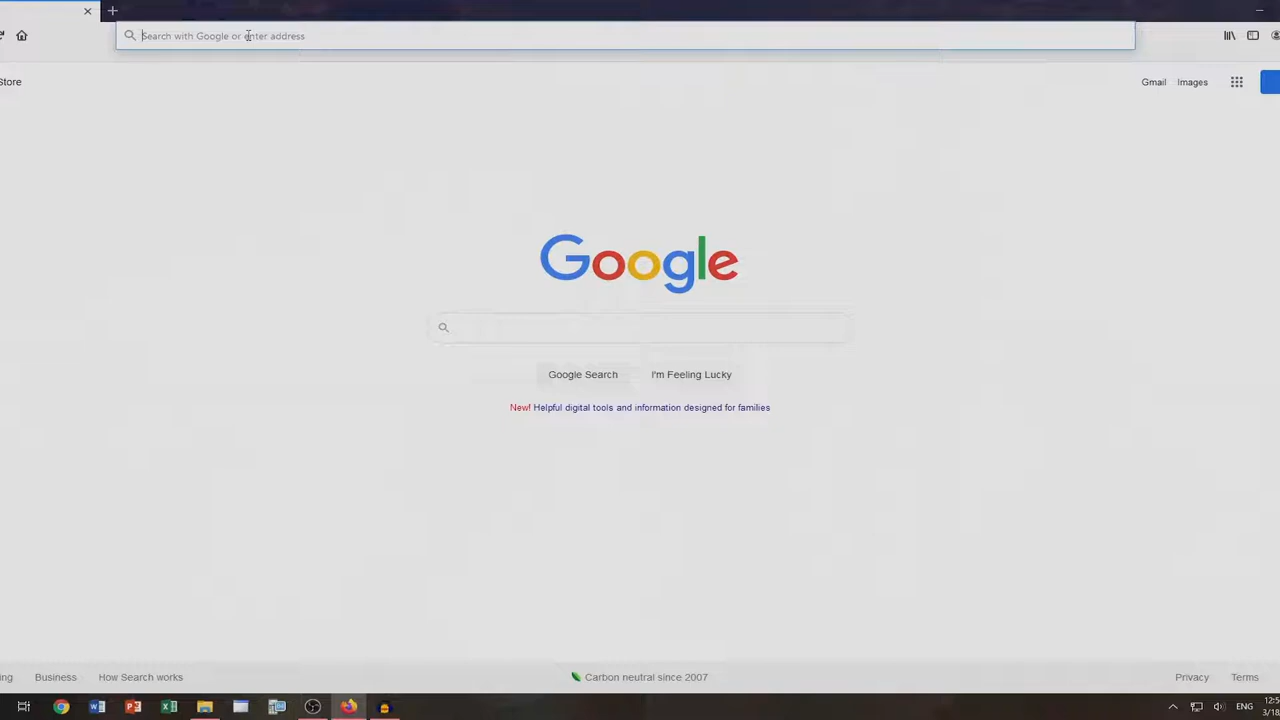 Search with Google or enter address
Store
Gmail Images
Google
Google Search I'm Feeling Lucky
New! Helpful digital tools and information designed for families
Business How Search works Carbon neutral since 2007 Privacy Terms
ENG